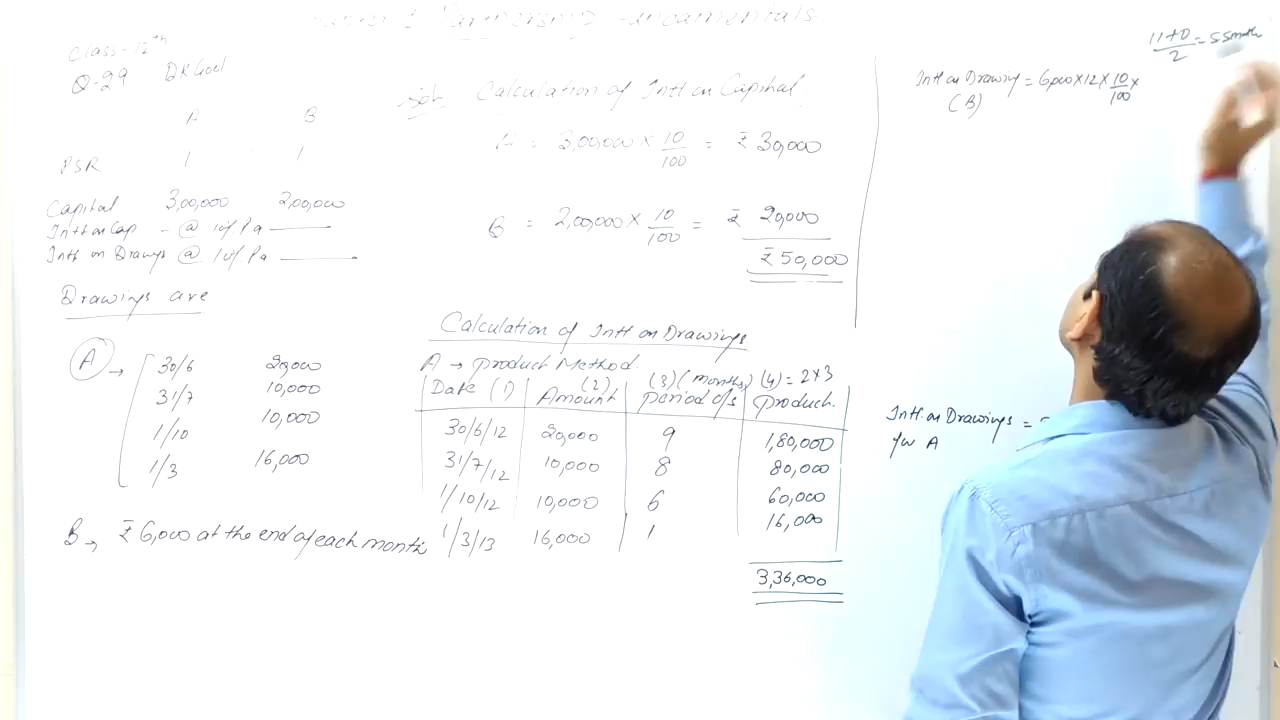 Partnership Fundamentals
Class-12th
Q-29 DK Goel
A B
PSR 1 1
Capital 3,00,000 2,00,000
Intt on Cap - @ 10% Pa
Intt on Drawgs @ 10% Pa
Drawings are
A → 30/6 20,000
31/7 10,000
1/10 10,000
1/3 16,000
B → ₹ 6,000 at the end of each month
Sol: Calculation of Intt on Capital
A = 3,00,000 × 10/100 = ₹ 30,000
B = 2,00,000 × 10/100 = ₹ 20,000
₹ 50,000
Calculation of Intt on Drawings
A → Product Method.
Date (1) (2) Amount (3) (months) period o/s (4) = 2×3 product.
30/6/12 20,000 9 1,80,000
31/7/12 10,000 8 80,000
1/10/12 10,000 6 60,000
1/3/13 16,000 1 16,000
3,36,000
11+0/2 = 5.5 month
Intt on Drawing = 6000×12×10/100×
(B)
Intt. on Drawings =
A